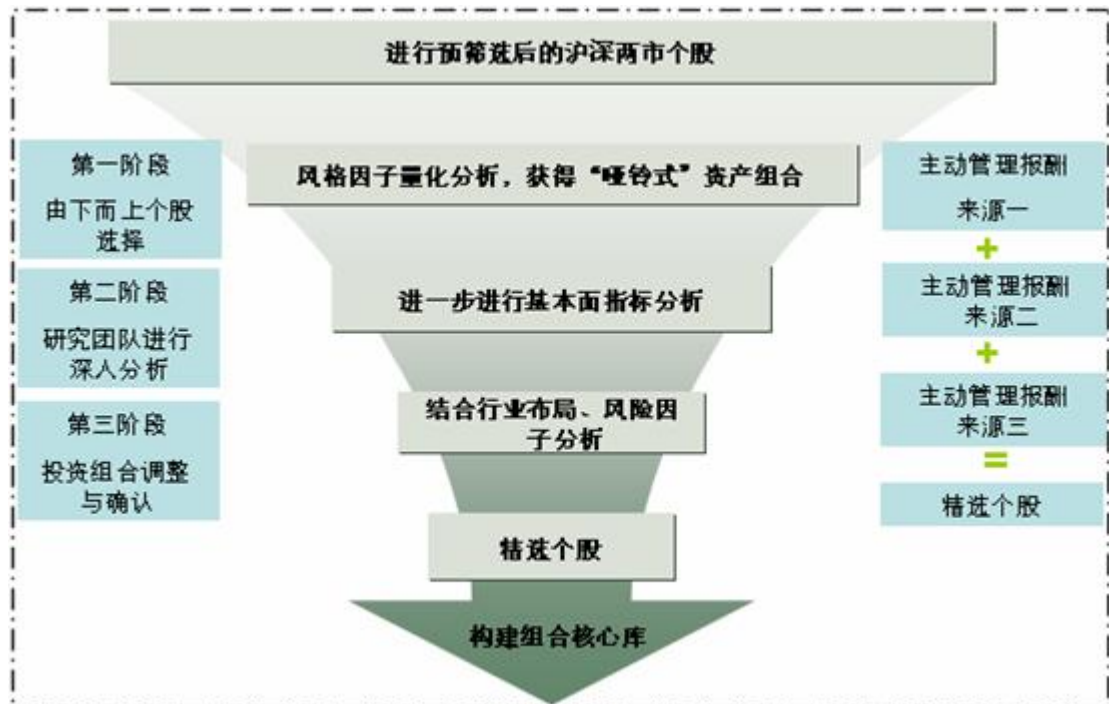 进行预筛选后的沪深两市个股
第一阶段
由下而上个股
选择
风格因子量化分析，获得“哑铃式”资产组合
主动管理报酬
来源一
+
第二阶段
研究团队进行
深入分析
进一步进行基本面指标分析
主动管理报酬
来源二
+
第三阶段
投资组合调整
与确认
结合行业布局、风险因
子分析
主动管理报酬
来源三
=
精选个股
精选个股
构建组合核心库